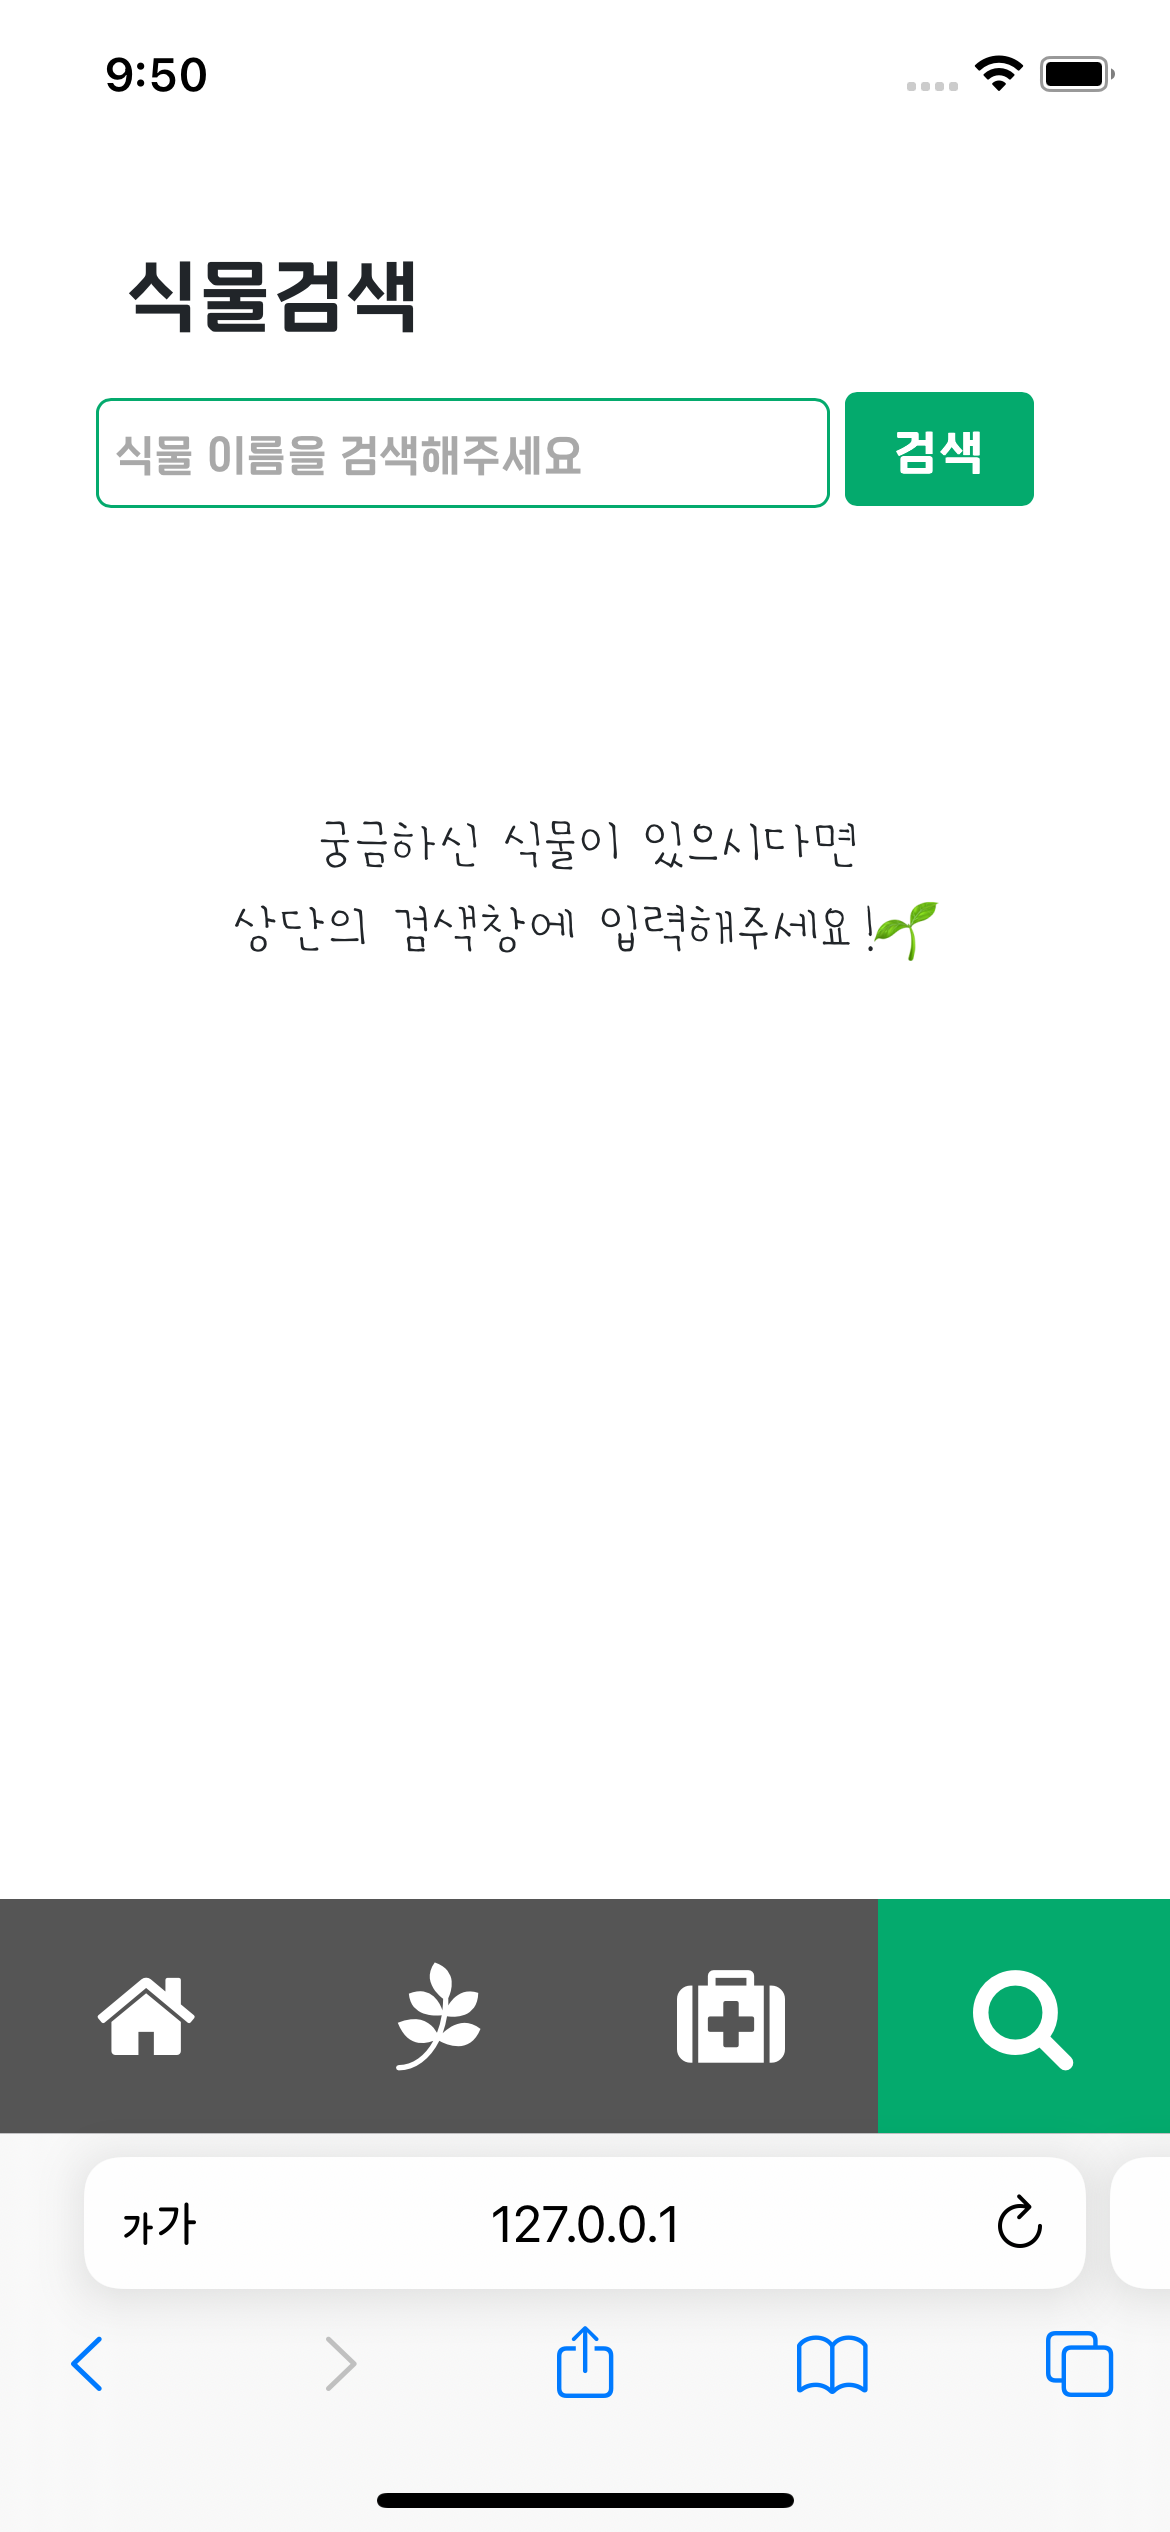 9:50
식물검색
식물 이름을 검색해주세요
검색
궁금하신 식물이 있으시다면
상단의 검색창에 입력해주세요!🌱
가가
127.0.0.1